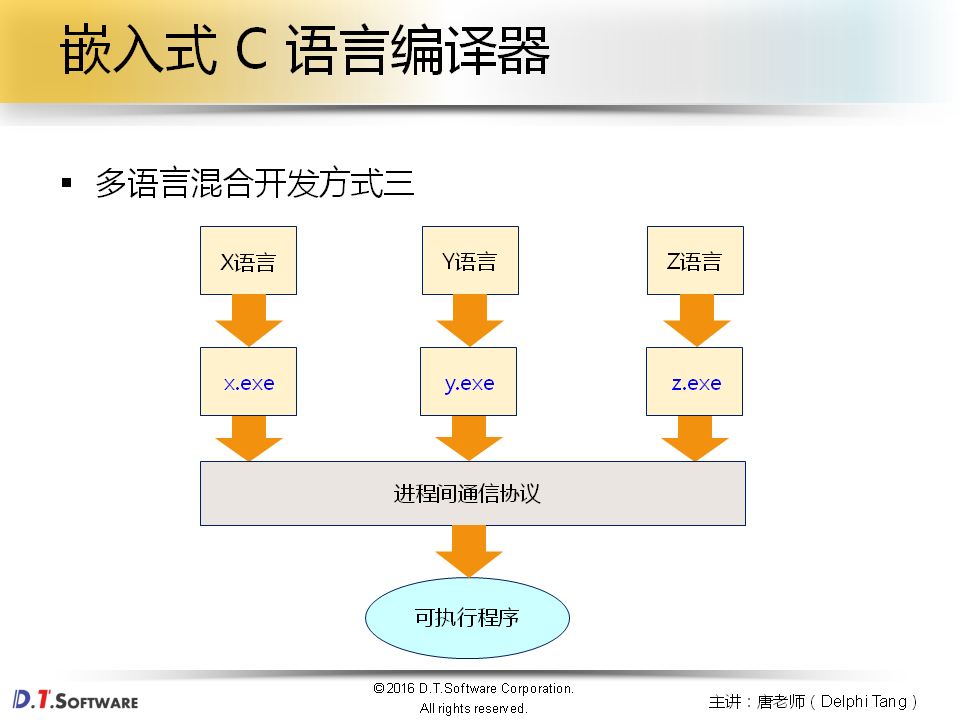 嵌入式 C 语言编译器
多语言混合开发方式三
X语言 Y语言 Z语言
x.exe y.exe z.exe
进程间通信协议
可执行程序
D.T.SOFTWARE
©2016 D.T.Software Corporation.
All rights reserved.
主讲：唐老师（Delphi Tang）